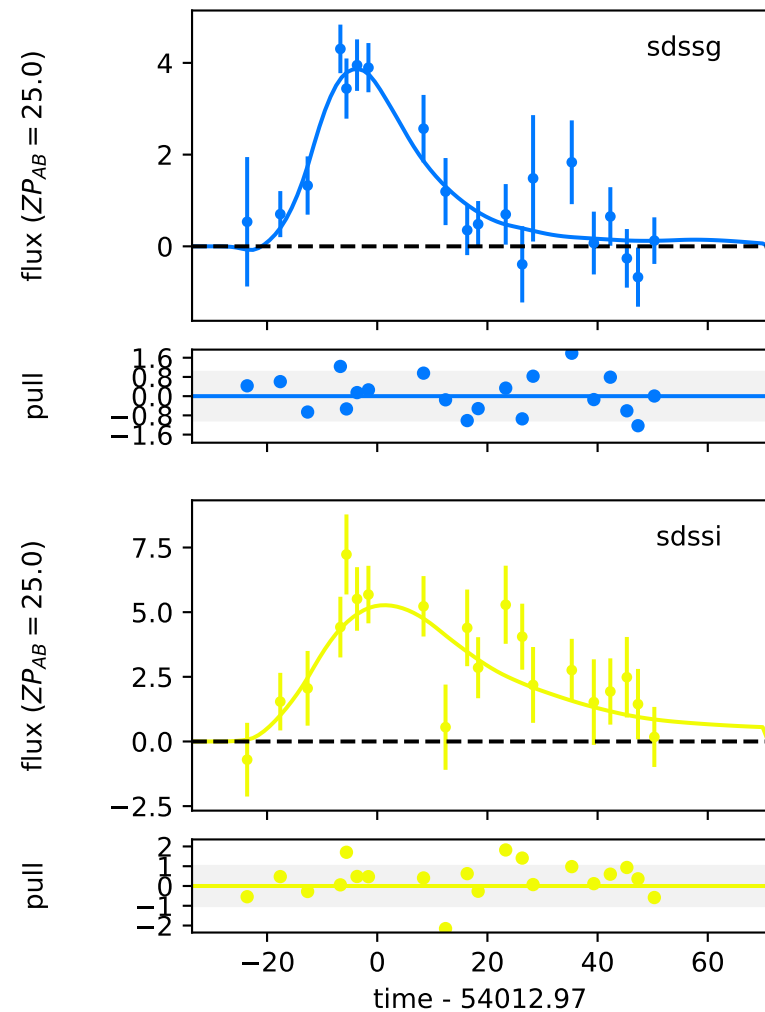 sdssg
flux (ZP_AB = 25.0)
4
2
0
pull
1.6
0.8
0.0
−0.8
−1.6
sdssi
flux (ZP_AB = 25.0)
7.5
5.0
2.5
0.0
−2.5
pull
2
1
0
−1
−2
−20 0 20 40 60
time - 54012.97